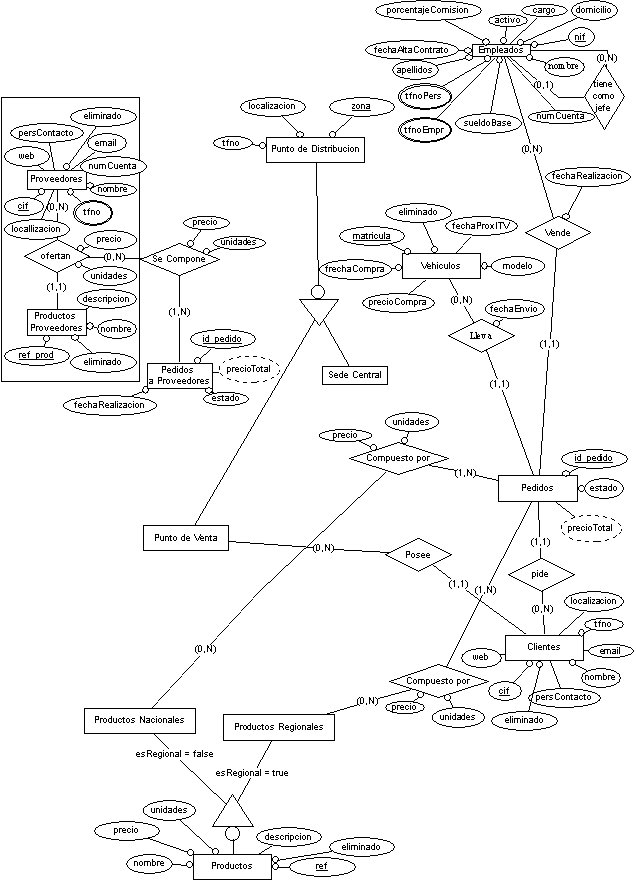 porcentajeComision
activo
cargo
domicilio
nif
fechaAltaContrato
Empleados
(0,N)
apellidos
nombre
(0,1)
tiene
como
jefe
tfnoPers
numCuenta
sueldoBase
tfnoEmpr
localizacion
zona
tfno
Punto de Distribucion
(0,N)
fechaRealizacion
Vende
eliminado
persContacto
email
web
numCuenta
Proveedores
nombre
cif
(0,N)
tfno
localiizacion
ofertan
precio
(0,N)
unidades
(1,1)
descripcion
Productos
Proveedores
nombre
ref_prod
eliminado
precio
unidades
Se Compone
(1,N)
id_pedido
Pedidos
a Proveedores
precioTotal
fechaRealizacion
estado
eliminado
matricula
fechaProxITV
frechaCompra
Vehiculos
modelo
precioCompra
(0,N)
fechaEnvio
Lleva
(1,1)
(1,1)
Sede Central
unidades
precio
Compuesto por
(1,N)
id_pedido
Pedidos
estado
precioTotal
Punto de Venta
(0,N)
Posee
(1,1)
(1,1)
pide
(1,N)
(0,N)
localizacion
tfno
Clientes
email
web
nombre
cif
persContacto
eliminado
(0,N)
Compuesto por
(0,N)
precio
unidades
Productos Nacionales
Productos Regionales
esRegional = false
esRegional = true
unidades
precio
descripcion
eliminado
nombre
Productos
ref